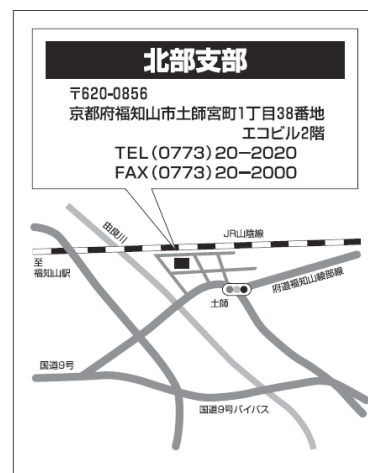 北部支部
〒620-0856
京都府福知山市土師宮町1丁目38番地
エコビル2階
TEL(0773)20−2020
FAX(0773)20−2000
由良川
JR山陰線
至
福知山駅
府道福知山綾部線
土師
国道9号
国道9号バイパス